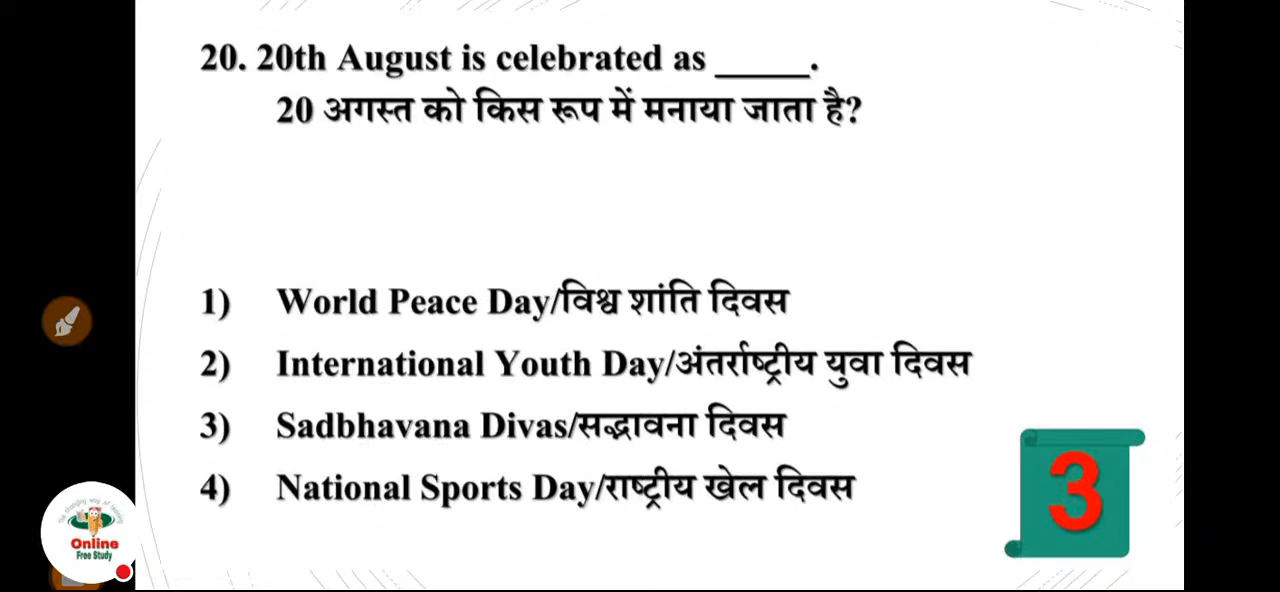 20. 20th August is celebrated as _____.
20 अगस्त को किस रूप में मनाया जाता है?
1) World Peace Day/विश्व शांति दिवस
2) International Youth Day/अंतर्राष्ट्रीय युवा दिवस
3) Sadbhavana Divas/सद्भावना दिवस
4) National Sports Day/राष्ट्रीय खेल दिवस
3
Online
Free Study